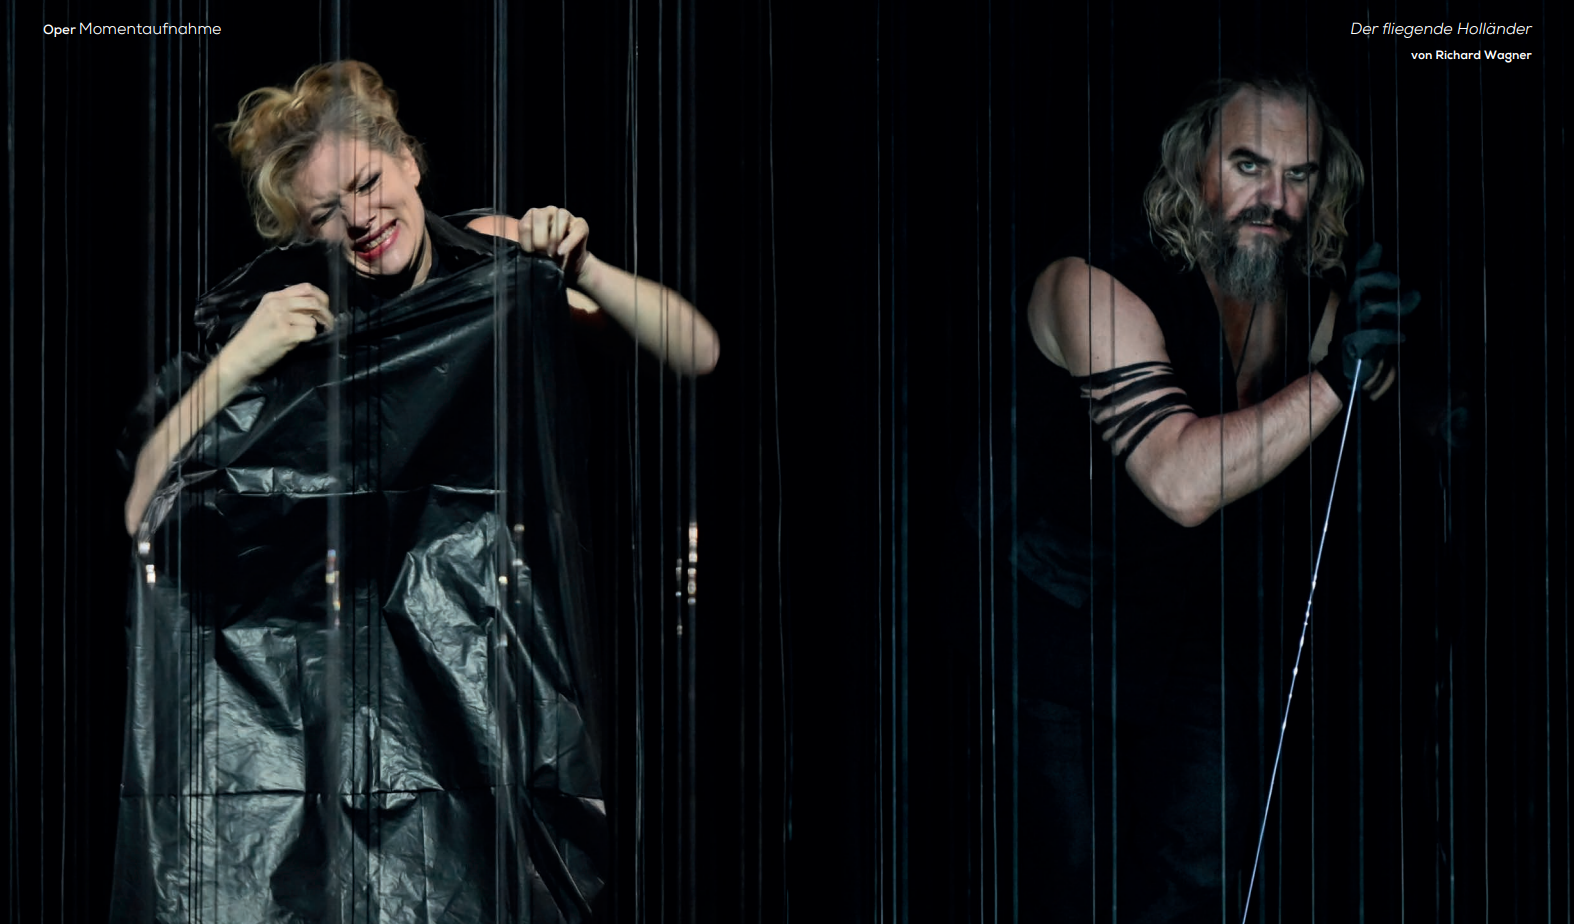 Oper Momentaufnahme
Der fliegende Holländer
von Richard Wagner